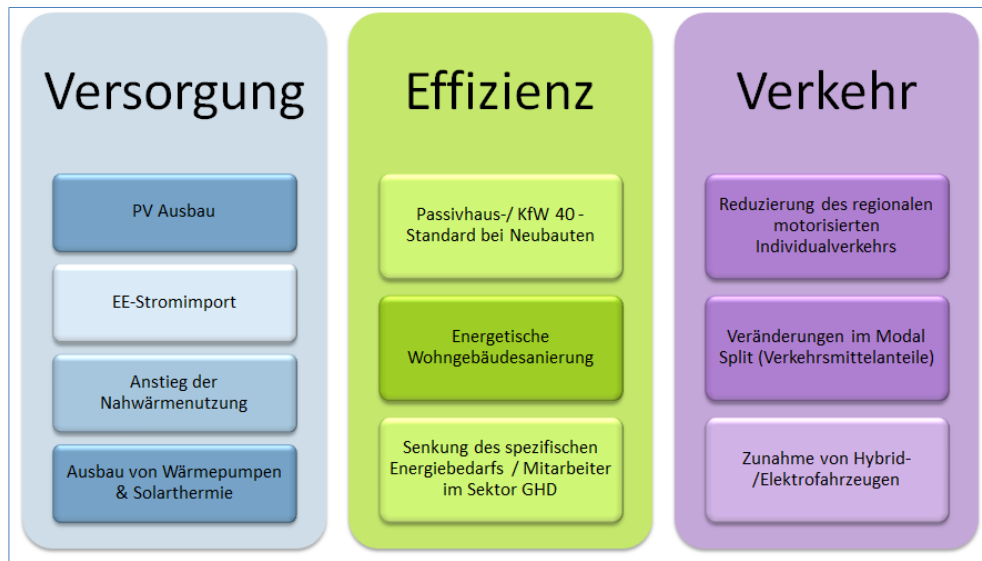 Versorgung
PV Ausbau
EE-Stromimport
Anstieg der
Nahwärmenutzung
Ausbau von Wärmepumpen
& Solarthermie
Effizienz
Passivhaus-/ KfW 40 -
Standard bei Neubauten
Energetische
Wohngebäudesanierung
Senkung des spezifischen
Energiebedarfs / Mitarbeiter
im Sektor GHD
Verkehr
Reduzierung des regionalen
motorisierten
Individualverkehrs
Veränderungen im Modal
Split (Verkehrsmittelanteile)
Zunahme von Hybrid-
/Elektrofahrzeugen